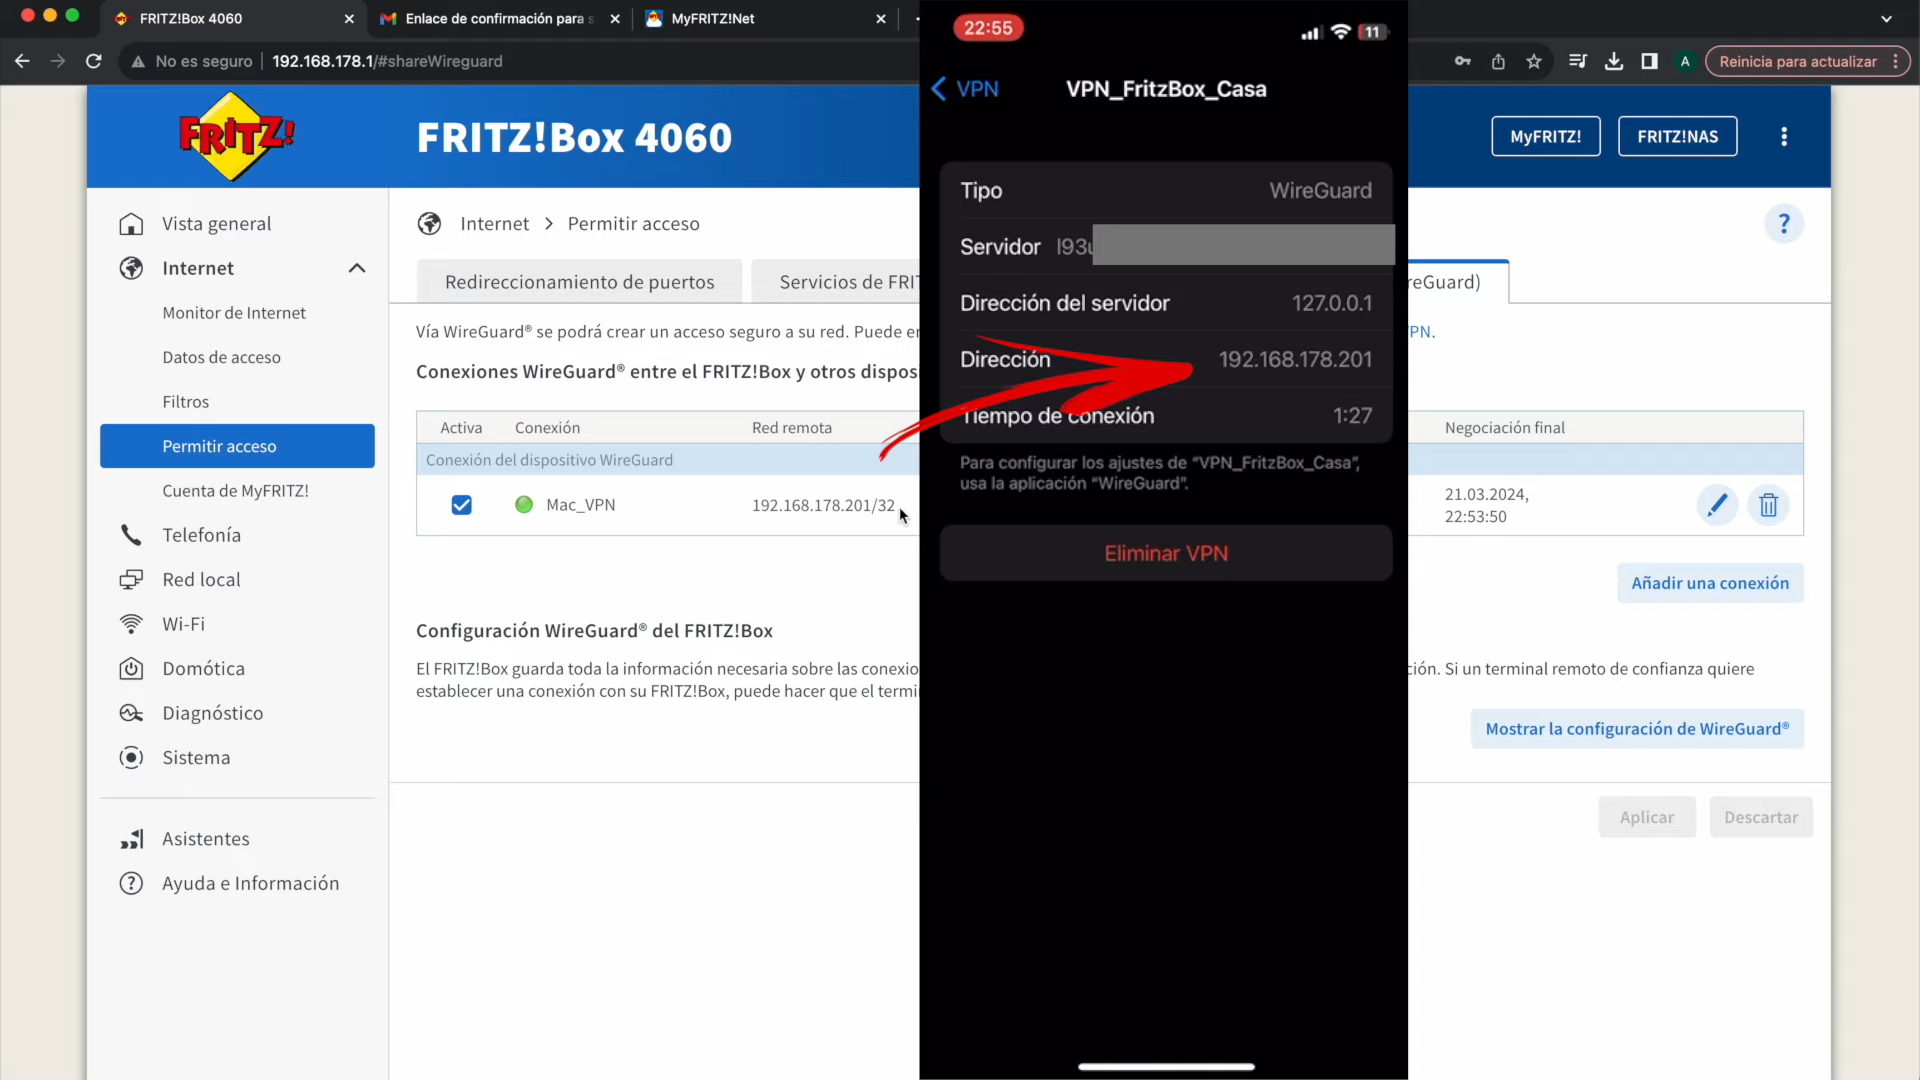 FRITZ!Box 4060
Enlace de confirmación para s
MyFRITZ!Net
No es seguro
192.168.178.1/#shareWireguard
A
Reinicia para actualizar
FRITZ!
FRITZ!Box 4060
MyFRITZ!
FRITZ!NAS
Vista general
Internet
Monitor de Internet
Datos de acceso
Filtros
Permitir acceso
Cuenta de MyFRITZ!
Telefonía
Red local
Wi-Fi
Domótica
Diagnóstico
Sistema
Asistentes
Ayuda e Información
Internet > Permitir acceso
?
Redireccionamiento de puertos
Servicios de FRIT
reGuard)
Vía WireGuard® se podrá crear un acceso seguro a su red. Puede en
PN.
Conexiones WireGuard® entre el FRITZ!Box y otros dispos
Activa
Conexión
Red remota
Negociación final
Conexión del dispositivo WireGuard
Mac_VPN
192.168.178.201/32
21.03.2024,
22:53:50
Añadir una conexión
Configuración WireGuard® del FRITZ!Box
El FRITZ!Box guarda toda la información necesaria sobre las conexio
ción. Si un terminal remoto de confianza quiere
establecer una conexión con su FRITZ!Box, puede hacer que el termi
Mostrar la configuración de WireGuard®
Aplicar
Descartar
22:55
11
VPN
VPN_FritzBox_Casa
Tipo
WireGuard
Servidor
l93u
Dirección del servidor
127.0.0.1
Dirección
192.168.178.201
Tiempo de conexión
1:27
Para configurar los ajustes de “VPN_FritzBox_Casa”,
usa la aplicación “WireGuard”.
Eliminar VPN